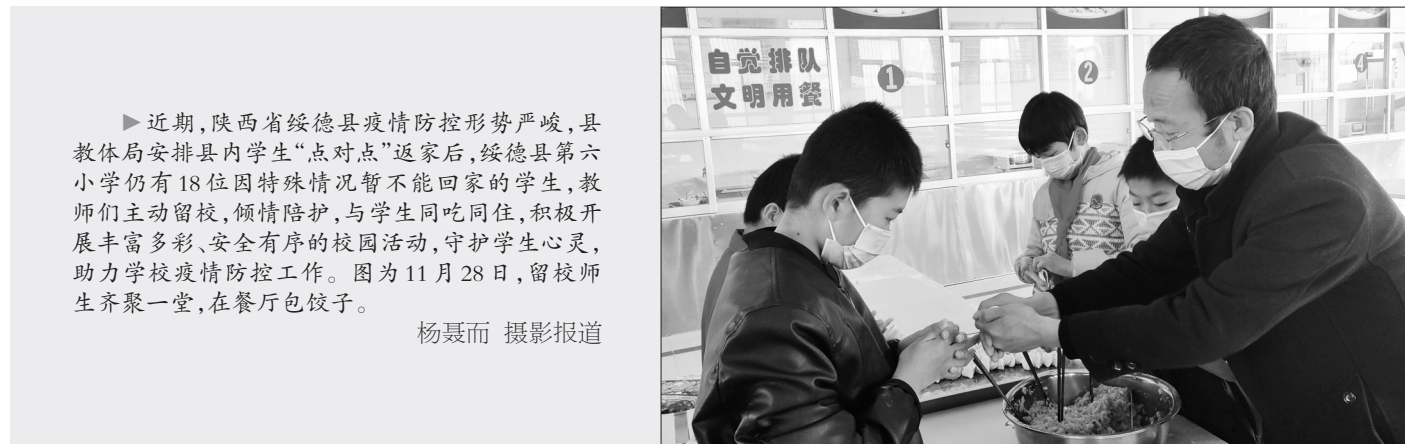 ▶近期,陕西省绥德县疫情防控形势严峻,县
教体局安排县内学生“点对点”返家后,绥德县第六
小学仍有18位因特殊情况暂不能回家的学生,教
师们主动留校,倾情陪护,与学生同吃同住,积极开
展丰富多彩、安全有序的校园活动,守护学生心灵,
助力学校疫情防控工作。图为11月28日,留校师
生齐聚一堂,在餐厅包饺子。
杨聂而 摄影报道
自觉排队
文明用餐
1
2
4